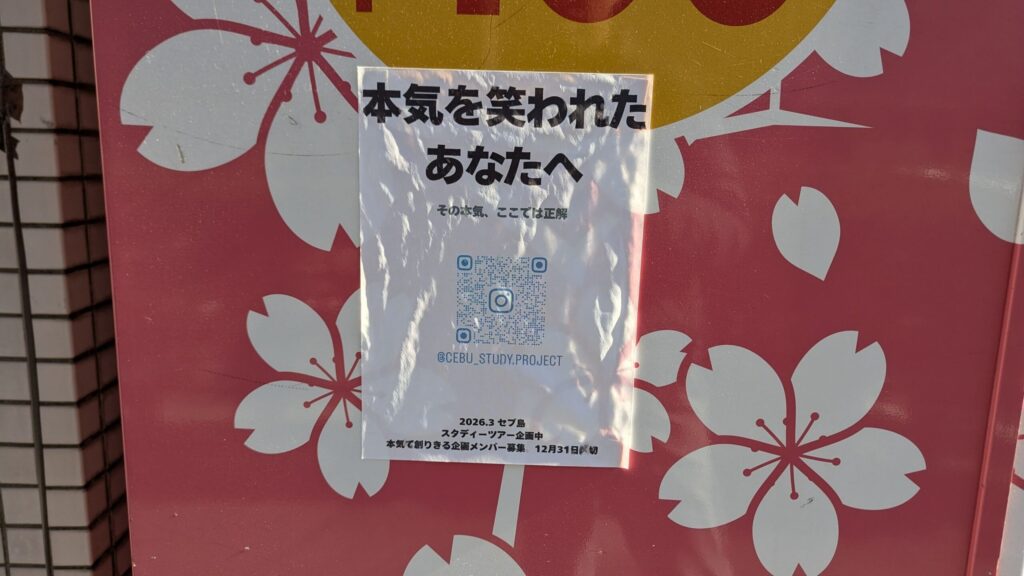 本気を笑われた
あなたへ
その本気、ここでは正解
@CEBU_STUDY.PROJECT
2026.3 セブ島
スタディーツアー企画中
本気で創りきる企画メンバー募集 12月31日〆切